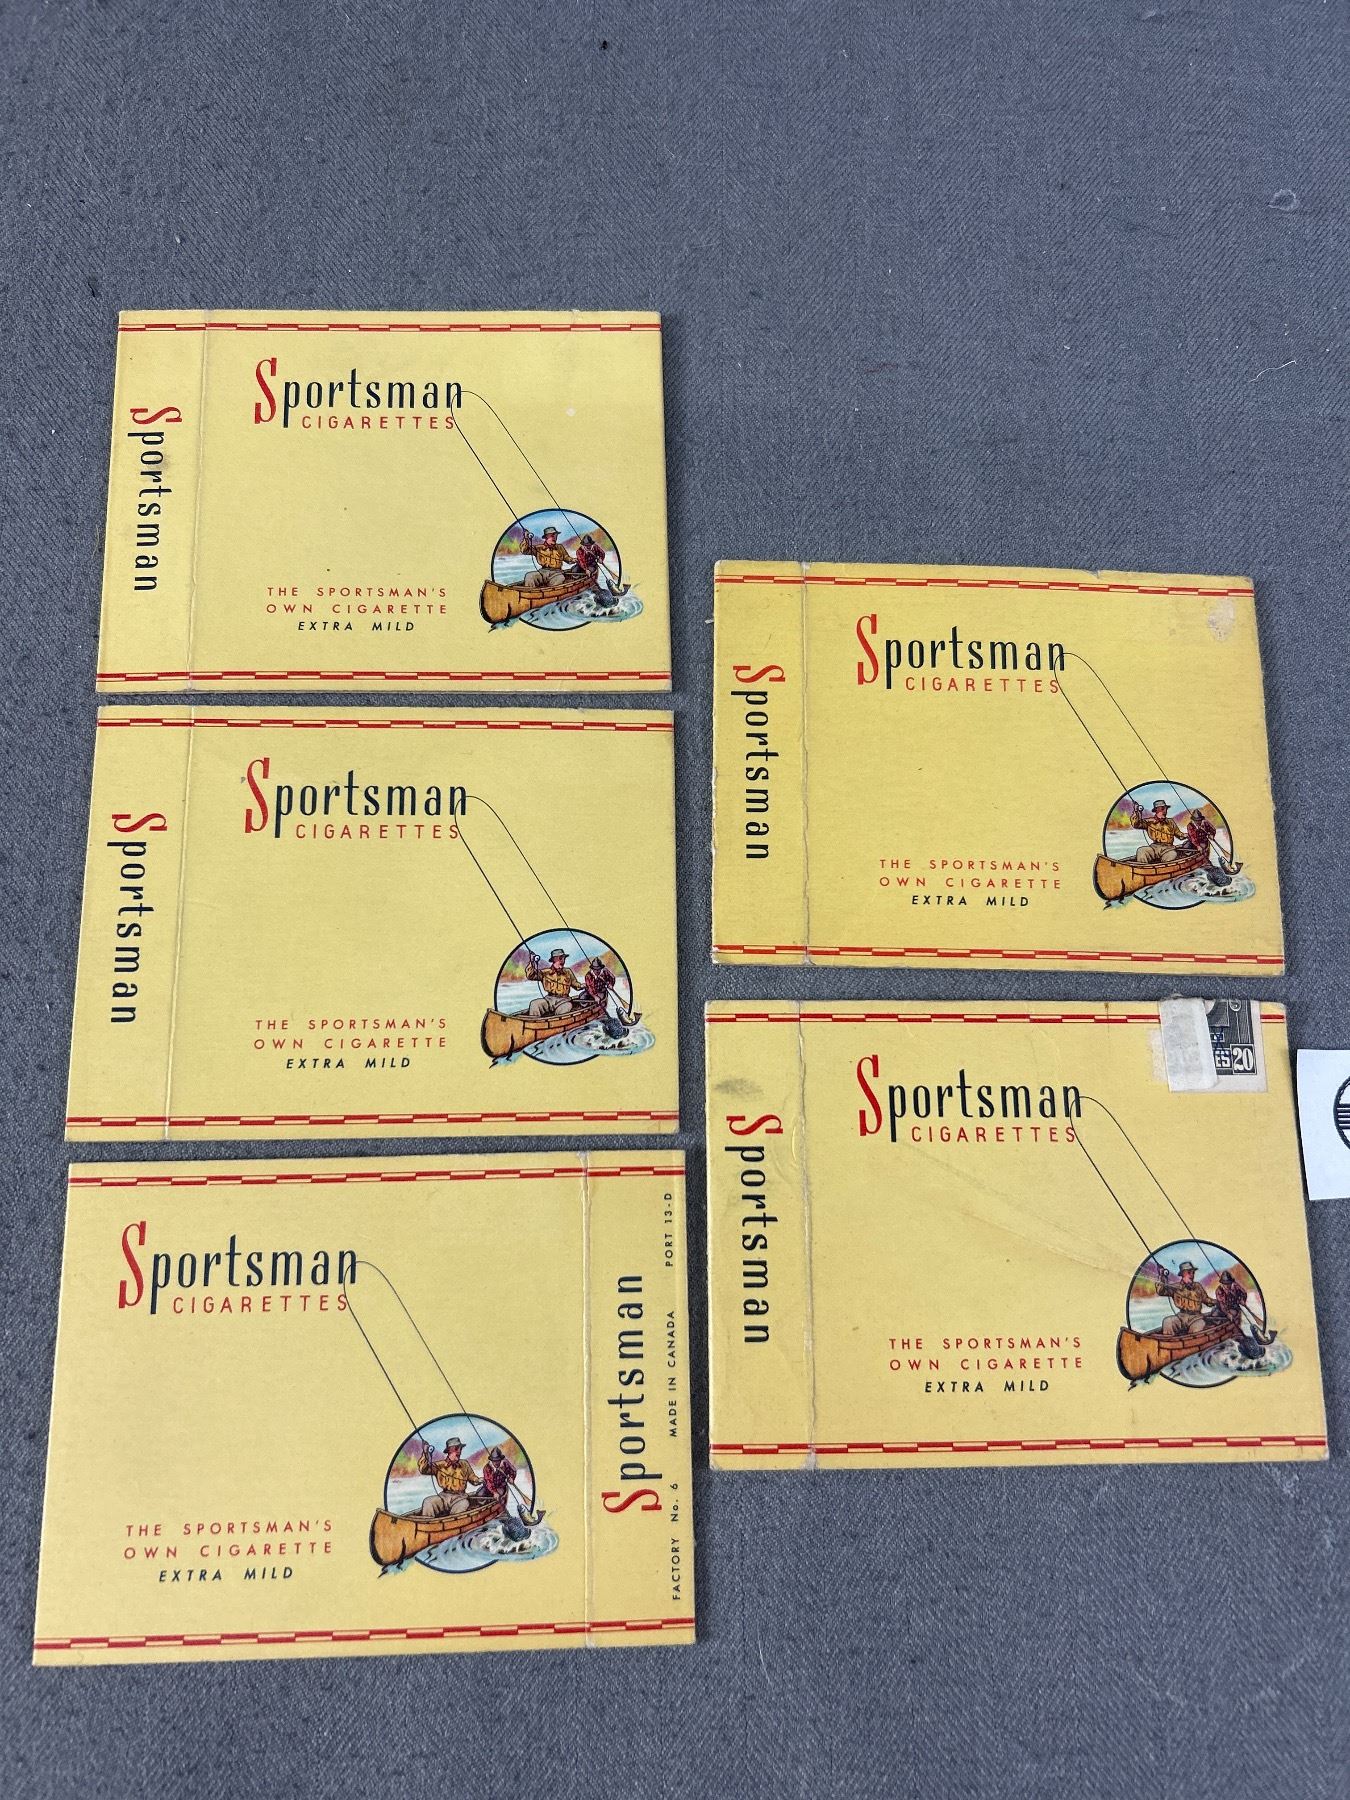 Sportsman
Sportsman
CIGARETTES
THE SPORTSMAN'S
OWN CIGARETTE
EXTRA MILD
Sportsman
Sportsman
CIGARETTES
THE SPORTSMAN'S
OWN CIGARETTE
EXTRA MILD
Sportsman
CIGARETTES
THE SPORTSMAN'S
OWN CIGARETTE
EXTRA MILD
Sportsman
FACTORY No. 6 MADE IN CANADA PORT 13-D
Sportsman
Sportsman
CIGARETTES
THE SPORTSMAN'S
OWN CIGARETTE
EXTRA MILD
Sportsman
Sportsman
CIGARETTES
20
THE SPORTSMAN'S
OWN CIGARETTE
EXTRA MILD